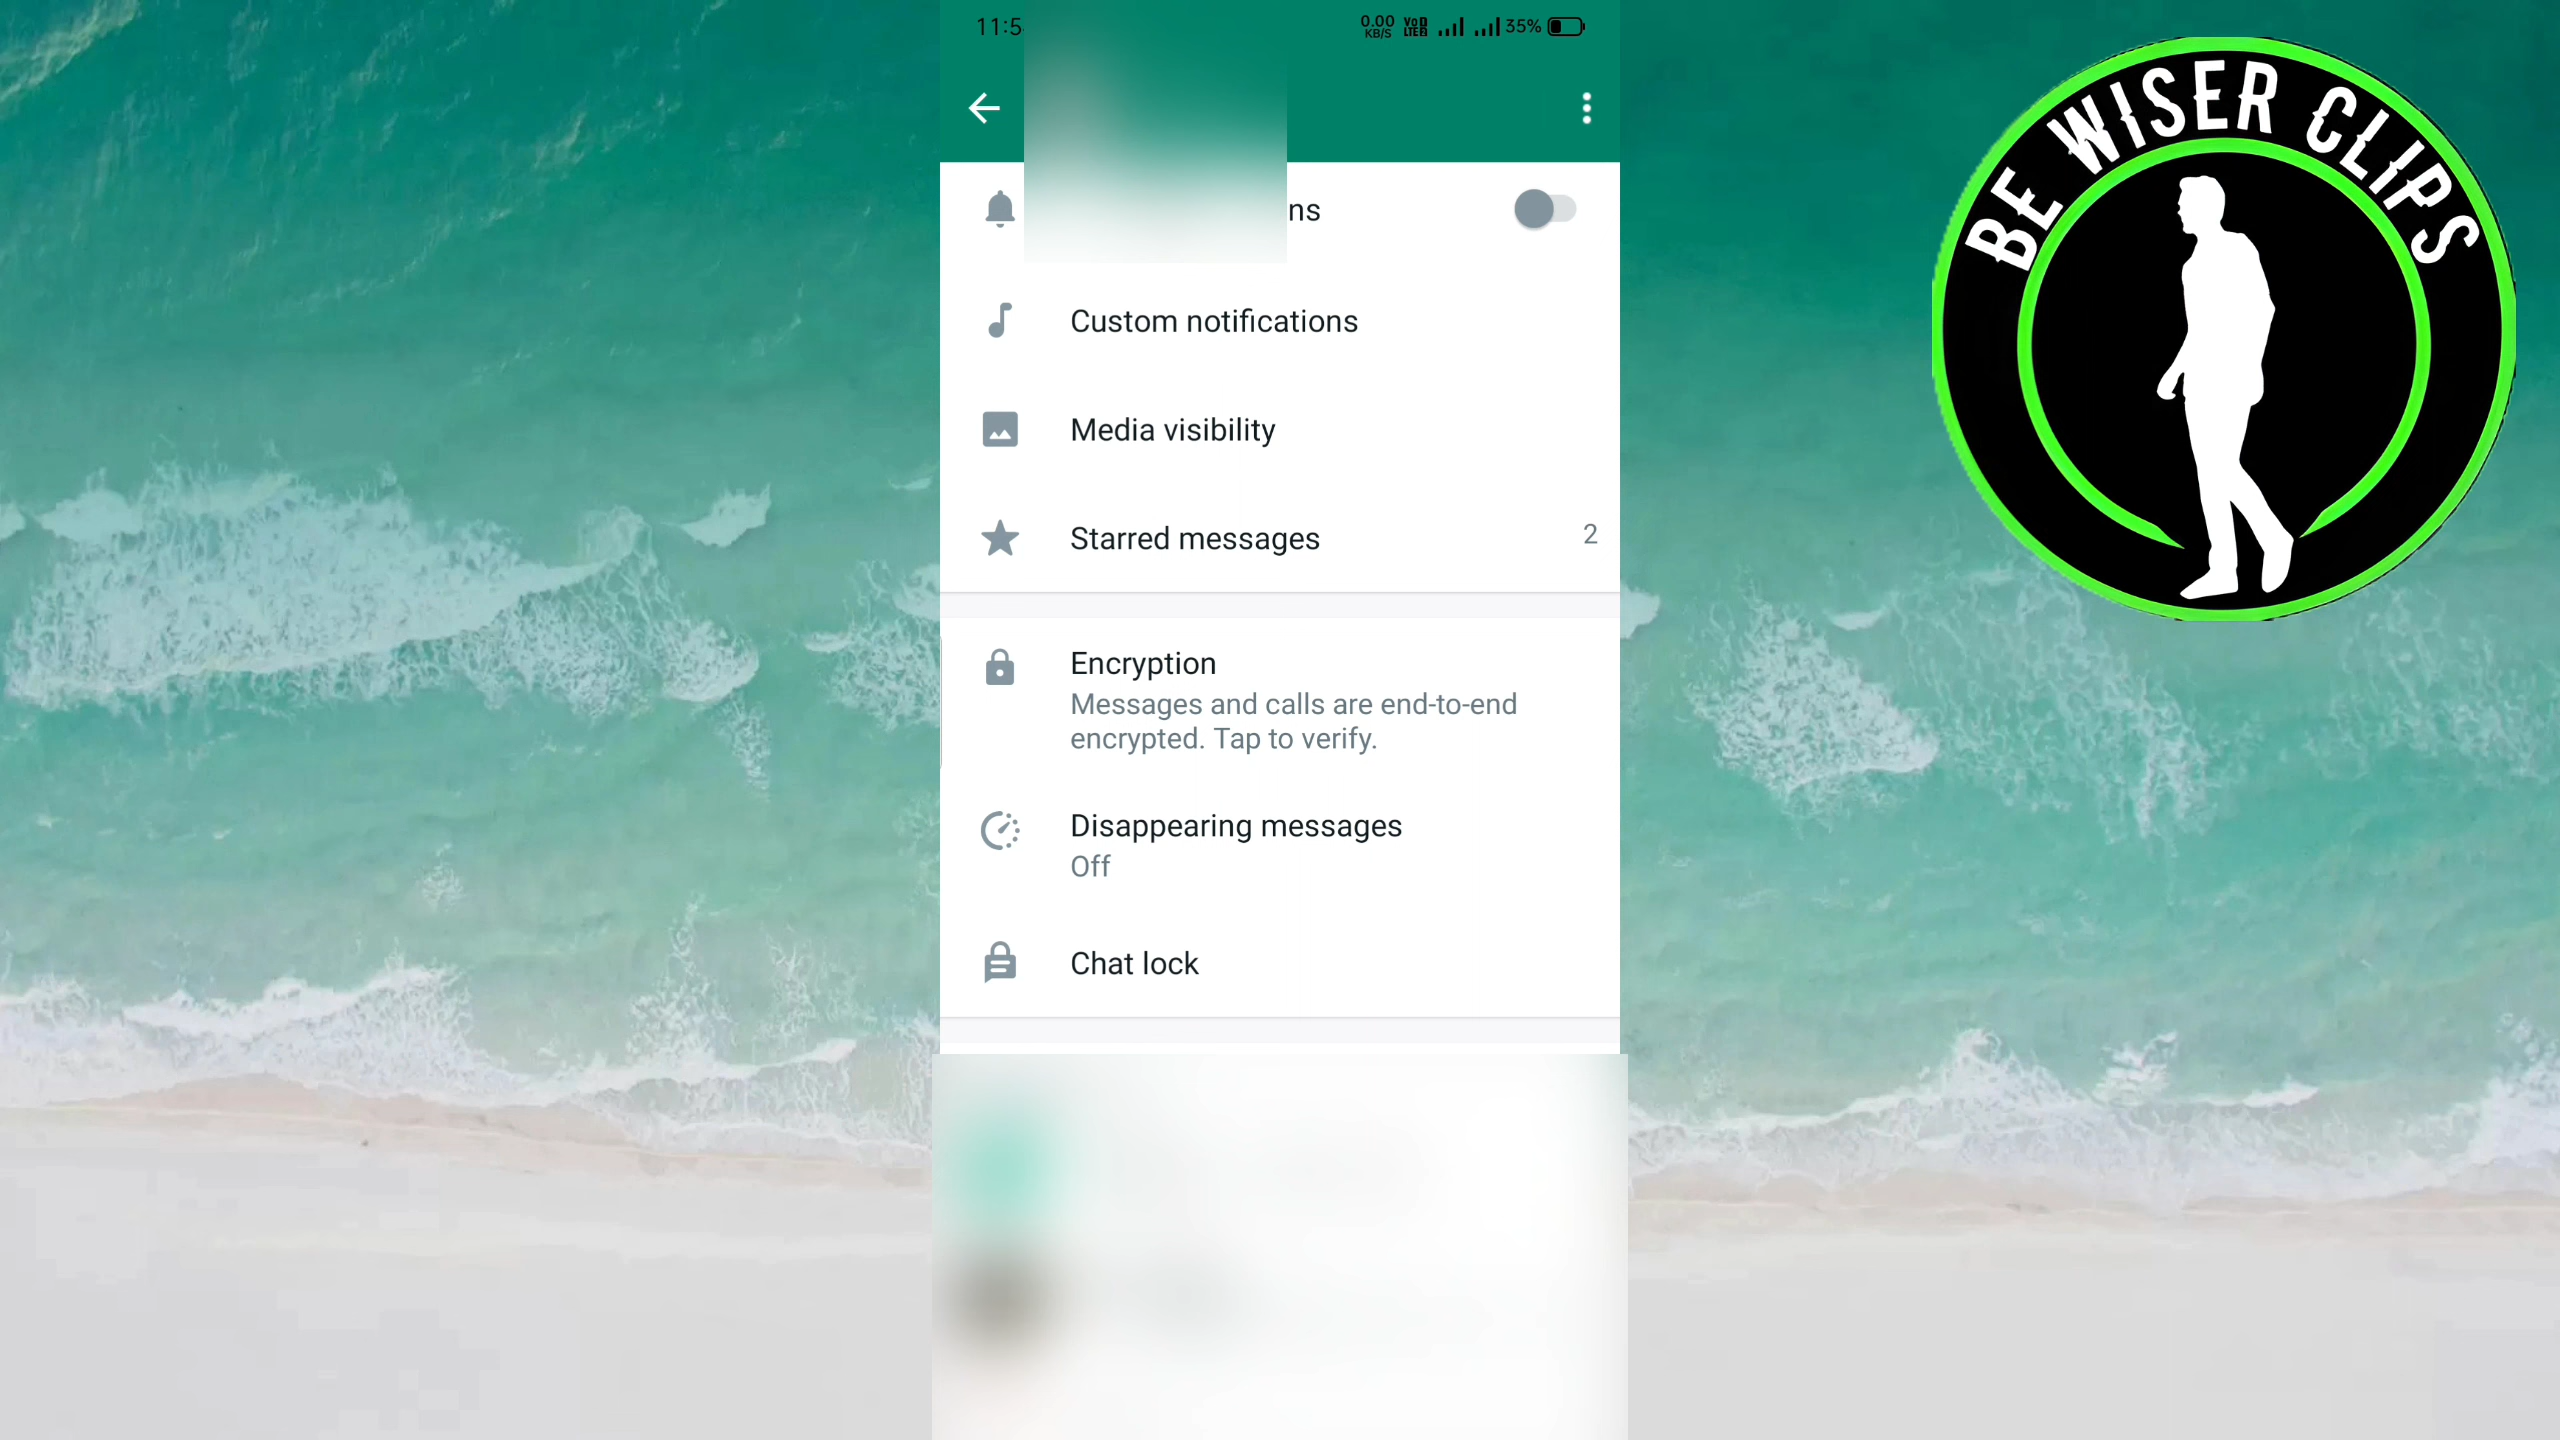 11:5
0.00
KB/S
35%
BE WISER CLIPS
ns
Custom notifications
Media visibility
Starred messages
2
Encryption
Messages and calls are end-to-end
encrypted. Tap to verify.
Disappearing messages
Off
Chat lock